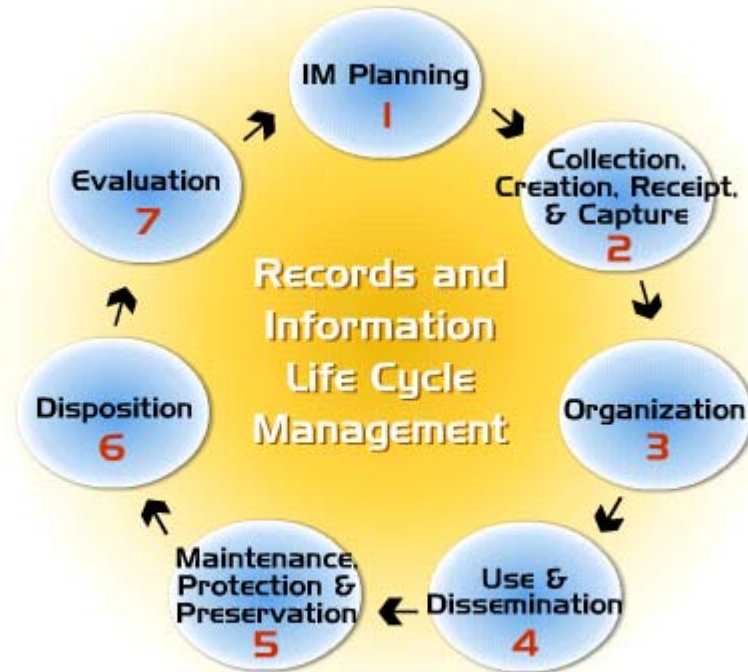 IM Planning
1
Collection,
Creation, Receipt,
& Capture
2
Organization
3
Use &
Dissemination
4
Maintenance,
Protection &
Preservation
5
Disposition
6
Evaluation
7
Records and
Information
Life Cycle
Management